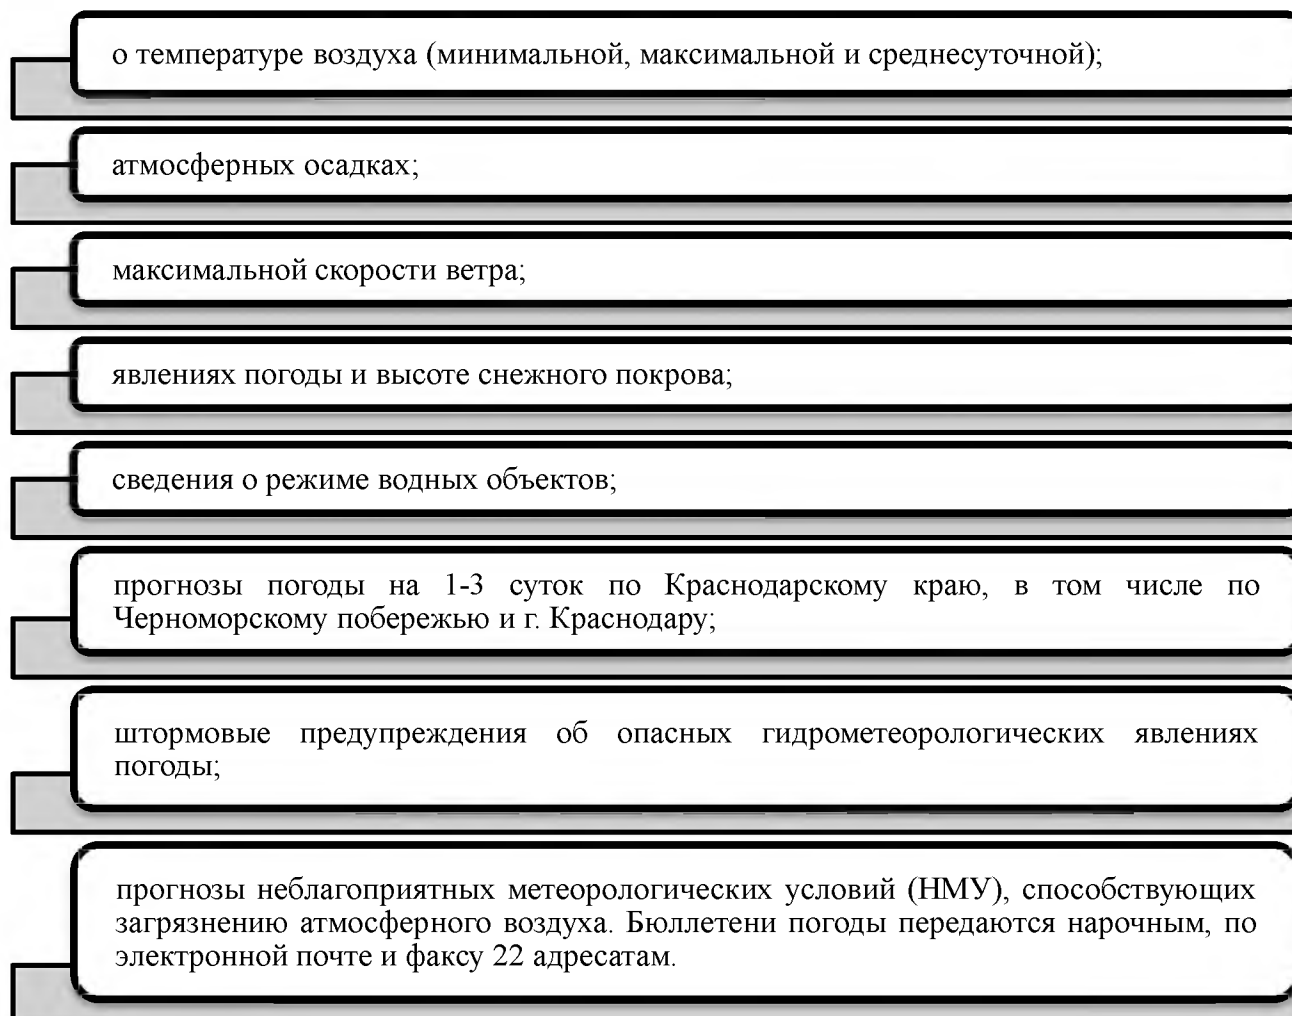 о температуре воздуха (минимальной, максимальной и среднесуточной);
атмосферных осадках;
максимальной скорости ветра;
явлениях погоды и высоте снежного покрова;
сведения о режиме водных объектов;
прогнозы погоды на 1-3 суток по Краснодарскому краю, в том числе по
Черноморскому побережью и г. Краснодару;
штормовые предупреждения об опасных гидрометеорологических явлениях
погоды;
прогнозы неблагоприятных метеорологических условий (НМУ), способствующих
загрязнению атмосферного воздуха. Бюллетени погоды передаются нарочным, по
электронной почте и факсу 22 адресатам.